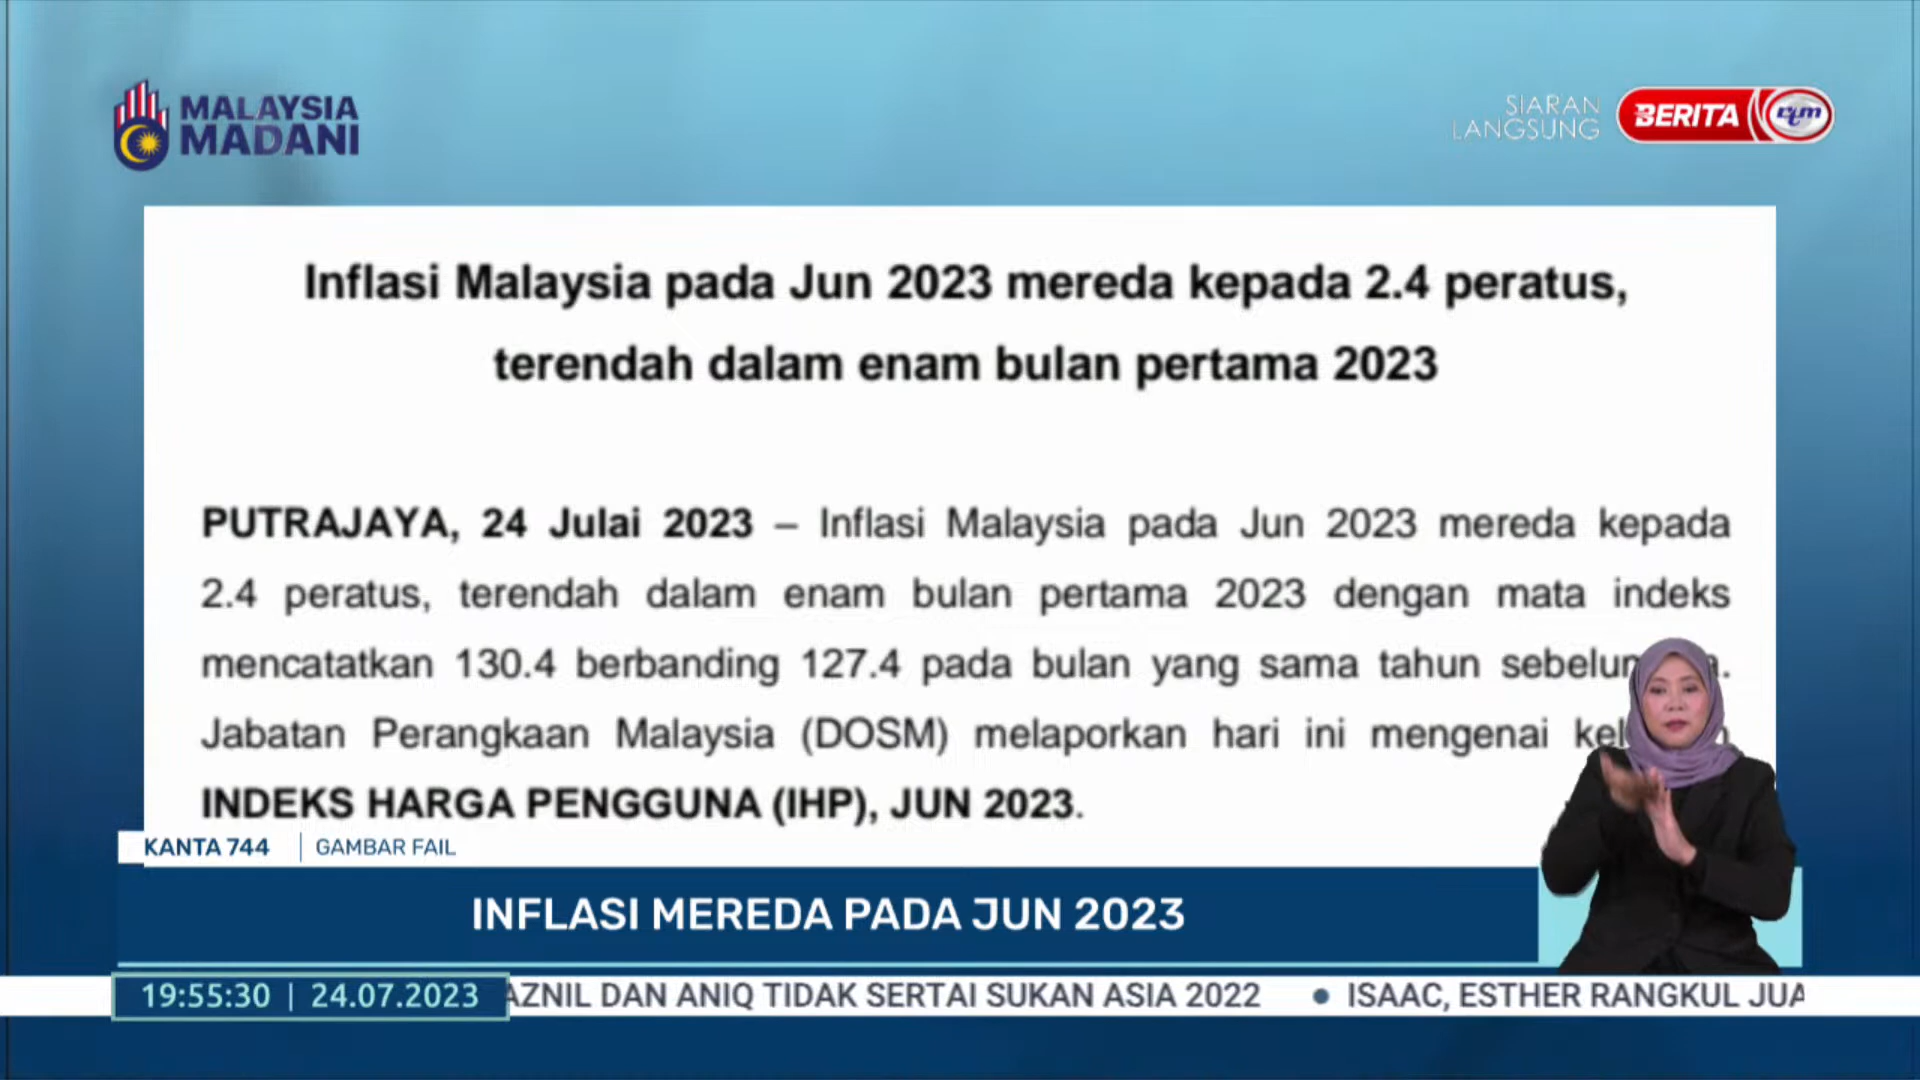 MALAYSIA
MADANI
SIARAN
LANGSUNG
BERITA rtm
Inflasi Malaysia pada Jun 2023 mereda kepada 2.4 peratus,
terendah dalam enam bulan pertama 2023
PUTRAJAYA, 24 Julai 2023 – Inflasi Malaysia pada Jun 2023 mereda kepada
2.4 peratus, terendah dalam enam bulan pertama 2023 dengan mata indeks
mencatatkan 130.4 berbanding 127.4 pada bulan yang sama tahun
Jabatan Perangkaan Malaysia (DOSM) melaporkan hari ini mengenai
INDEKS HARGA PENGGUNA (IHP), JUN 2023.
KANTA 744 | GAMBAR FAIL
INFLASI MEREDA PADA JUN 2023
19:55:30 | 24.07.2023 AZNIL DAN ANIQ TIDAK SERTAI SUKAN ASIA 2022 • ISAAC, ESTHER RANGKUL